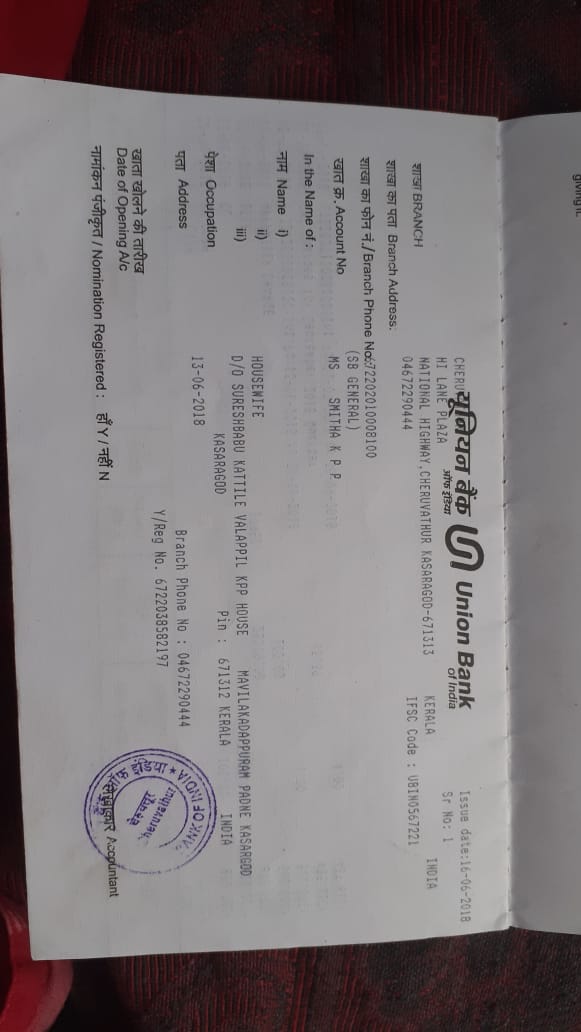 giving it.
यूनियन बैंक
ऑफ इंडिया
Union Bank
of India
Issue date:16-06-2018
Sr No: 1
CHERU
HI LANE PLAZA
शाखा BRANCH
NATIONAL HIGHWAY,CHERUVATHUR KASARAGOD-671313 KERALA INDIA
04672290444 IFSC Code : UBIN0567221
शाखा का पता Branch Address:
शाखा का फोन नं./Branch Phone No.: 672202010008100
(SB GENERAL)
खात क्र. Account No
MS SMITHA K P P
In the Name of :
नाम Name i)
ii)
HOUSEWIFE
iii)
D/O SURESHBABU KATTILE VALAPPIL KPP HOUSE MAVILAKADAPPURAM PADNE KASARGOD
KASARAGOD Pin : 671312 KERALA INDIA
पेशा Occupation
13-06-2018
पता Address
Branch Phone No : 04672290444
Y/Reg No. 6722038582197
खाता खोलने की तारीख
Date of Opening A/c
नामांकन पंजीकृत / Nomination Registered : हाँ Y / नहीं N
BANK OF INDIA
Cheruvathur
लेखाकार Accountant